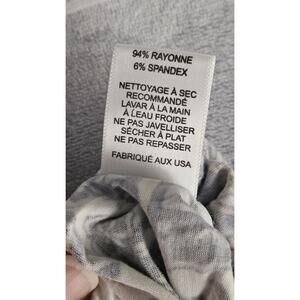 94% RAYONNE
6% SPANDEX
NETTOYAGE À SEC
RECOMMANDÉ
LAVAR À LA MAIN
À LEAU FROIDE
NE PAS JAVELLISER
SÉCHER À PLAT
NE PAS REPASSER
FABRIQUÉ AUX USA